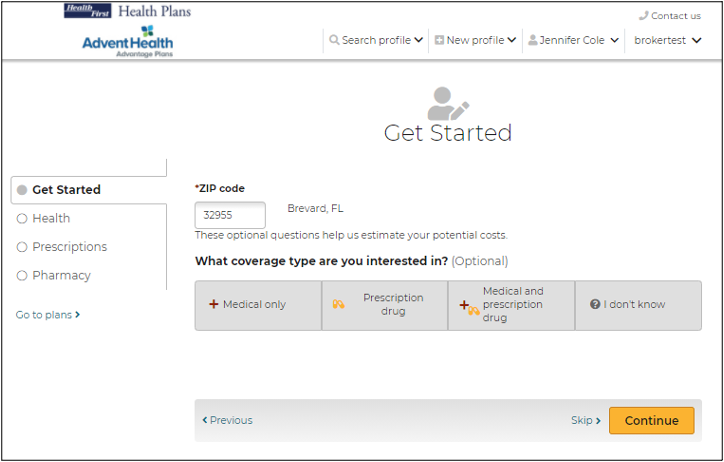 Health First Health Plans
Contact us
AdventHealth
Advantage Plans
Search profile
New profile
Jennifer Cole
brokertest
Get Started
Get Started
Health
Prescriptions
Pharmacy
Go to plans
*ZIP code
32955
Brevard, FL
These optional questions help us estimate your potential costs.
What coverage type are you interested in? (Optional)
Medical only
Prescription
drug
Medical and
prescription
drug
I don't know
Previous
Skip
Continue